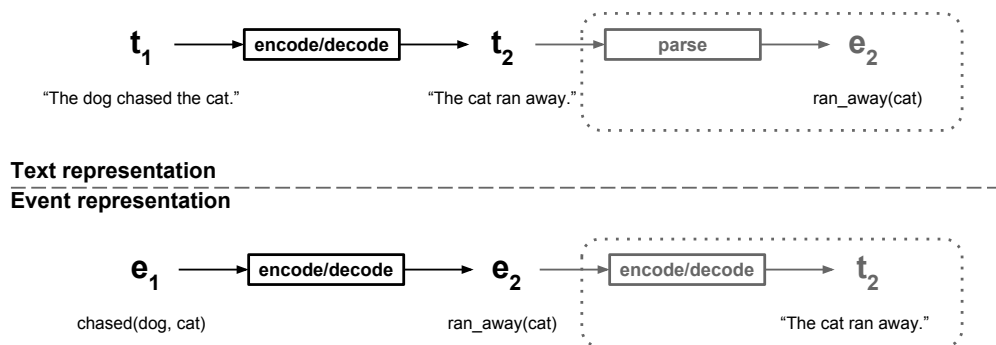 t1 encode/decode t2 parse e2
“The dog chased the cat.” “The cat ran away.” ran_away(cat)
Text representation
Event representation
e1 encode/decode e2 encode/decode t2
chased(dog, cat) ran_away(cat) “The cat ran away.”